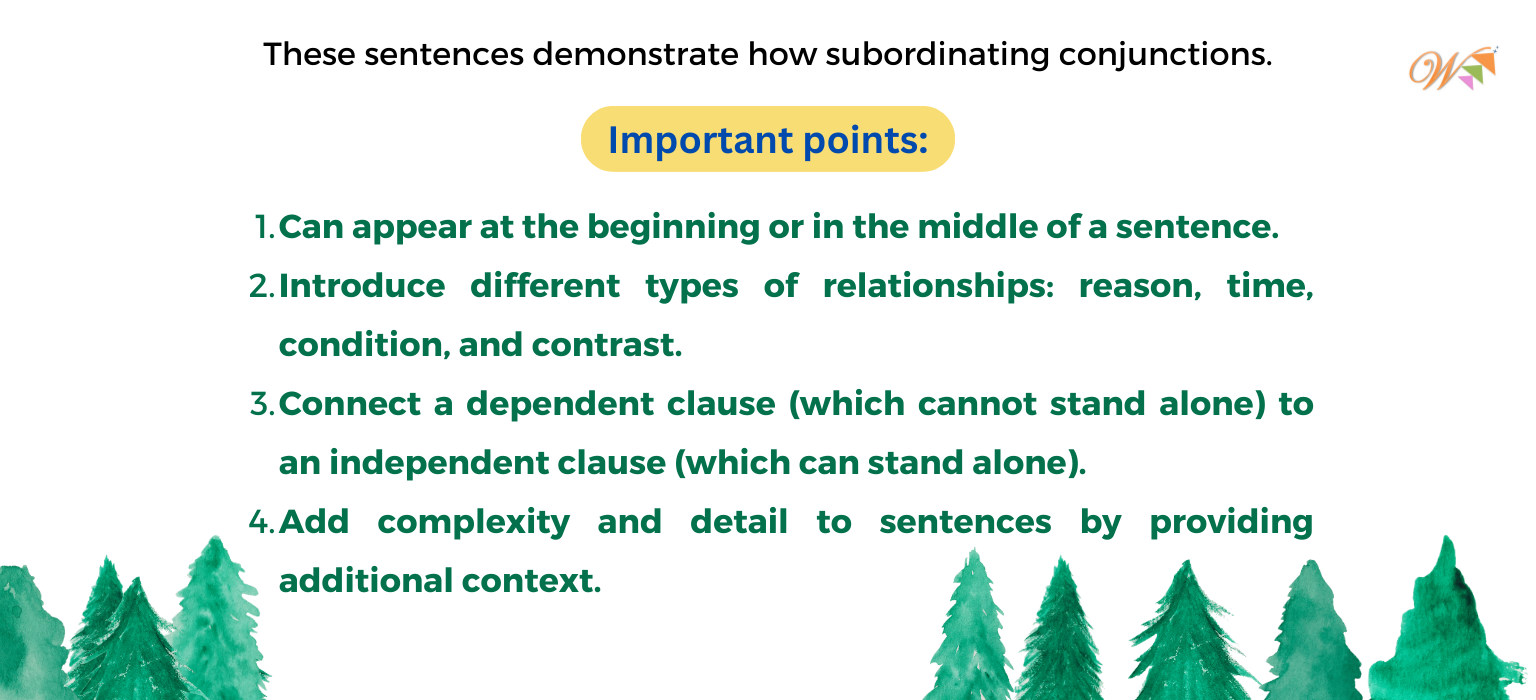 These sentences demonstrate how subordinating conjunctions.
W
Important points:
1. Can appear at the beginning or in the middle of a sentence.
2. Introduce different types of relationships: reason, time,
condition, and contrast.
3. Connect a dependent clause (which cannot stand alone) to
an independent clause (which can stand alone).
4. Add complexity and detail to sentences by providing
additional context.